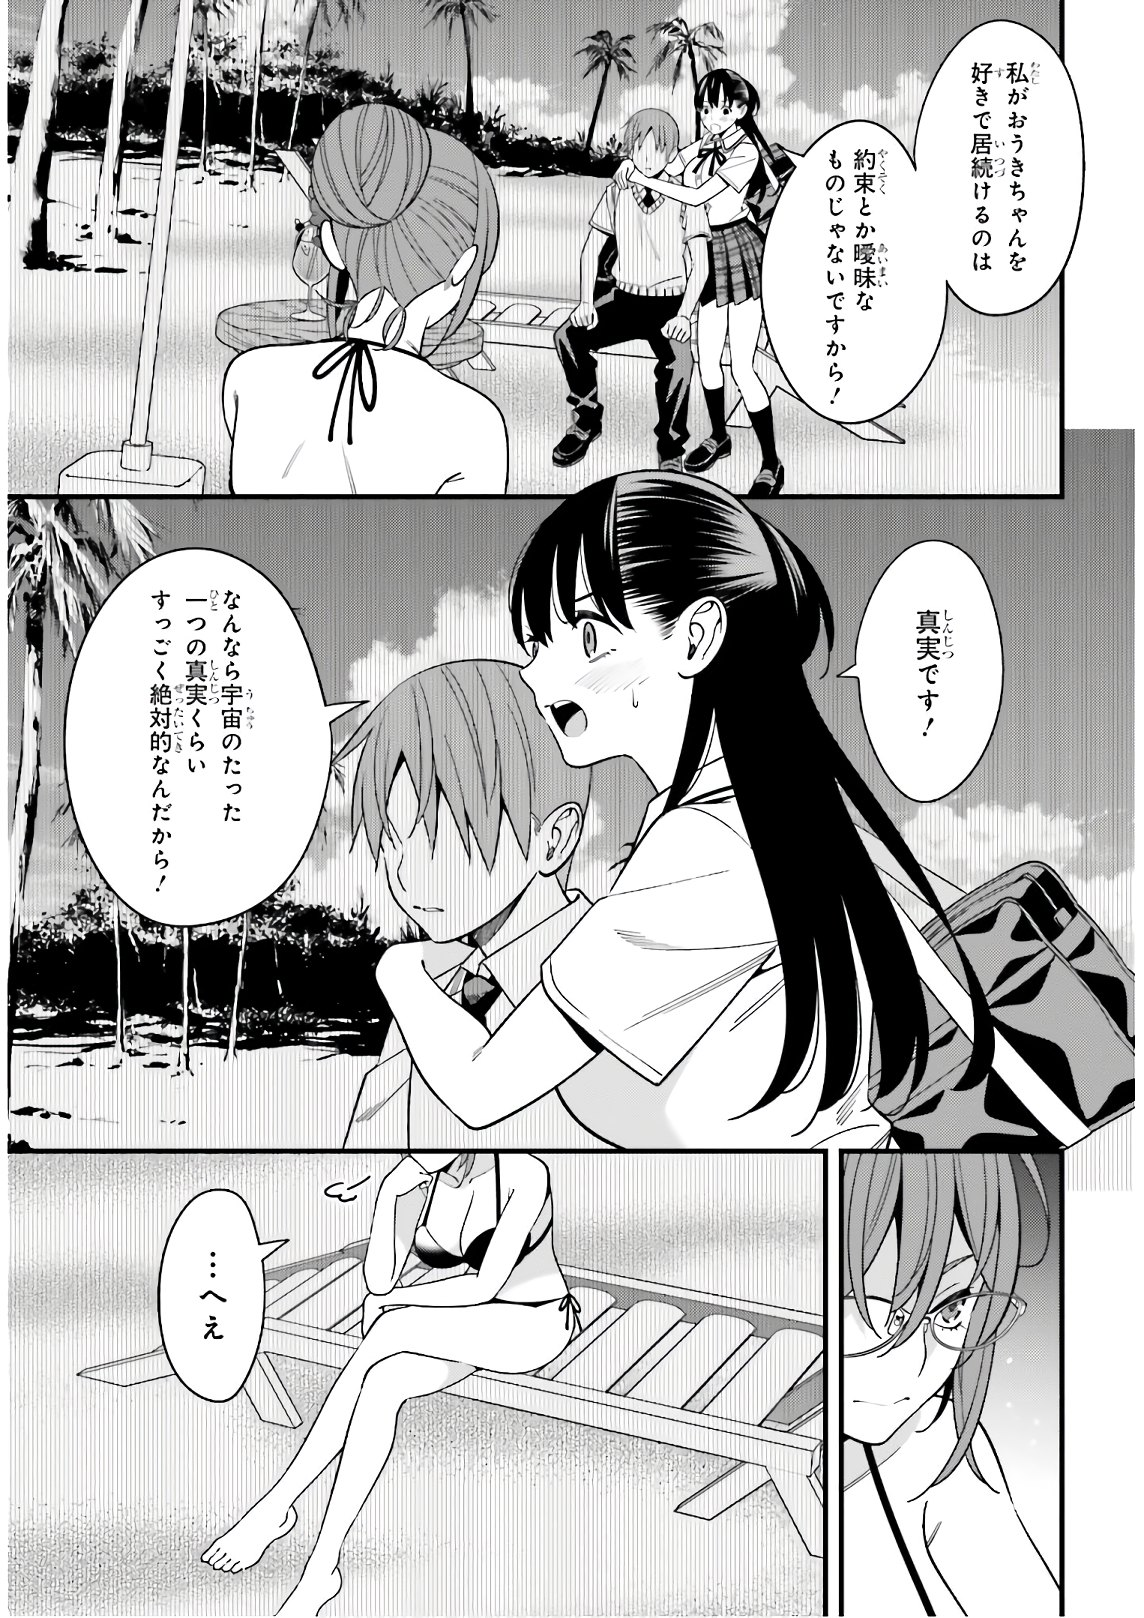 私がおうきちゃんを
好きで居続けるのは
約束とか曖昧な
ものじゃないですから！
真実です！
なんなら宇宙のたった
一つの真実くらい
すっごく絶対的なんだから！
…へえ